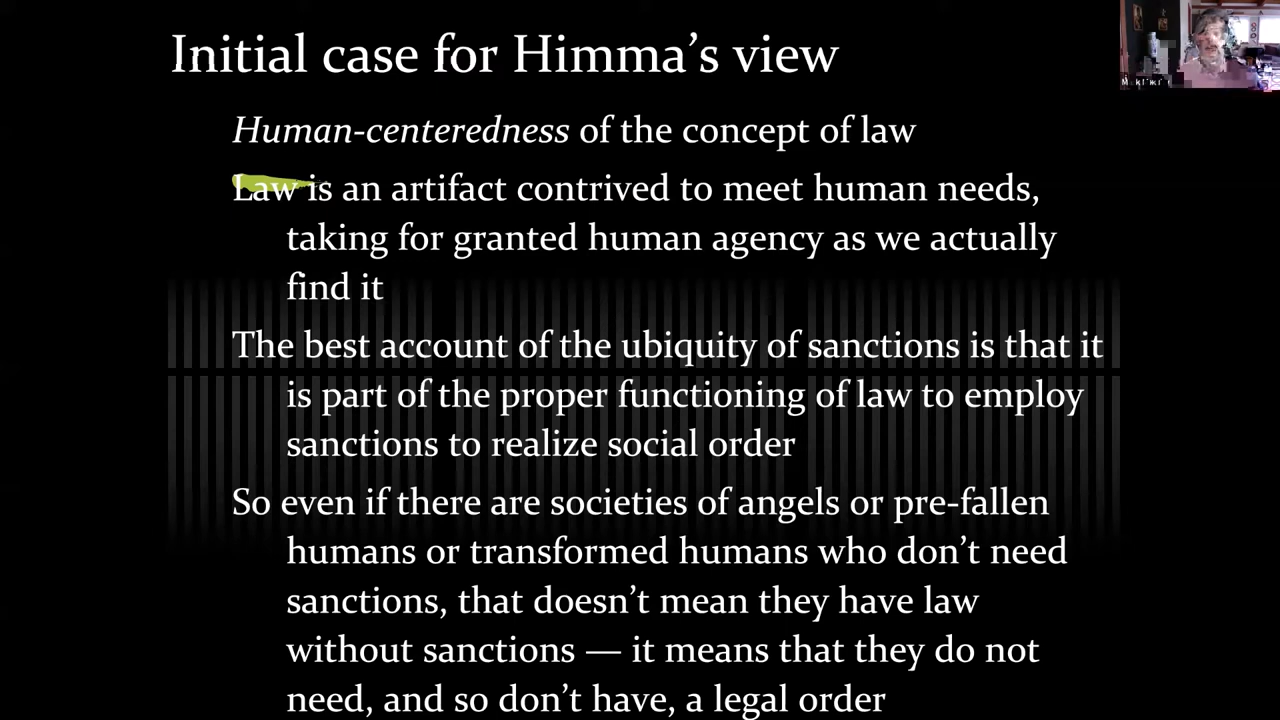 Initial case for Himma's view
Human-centeredness of the concept of law
Law is an artifact contrived to meet human needs,
taking for granted human agency as we actually
find it
The best account of the ubiquity of sanctions is that it
is part of the proper functioning of law to employ
sanctions to realize social order
So even if there are societies of angels or pre-fallen
humans or transformed humans who don't need
sanctions, that doesn't mean they have law
without sanctions — it means that they do not
need, and so don't have, a legal order